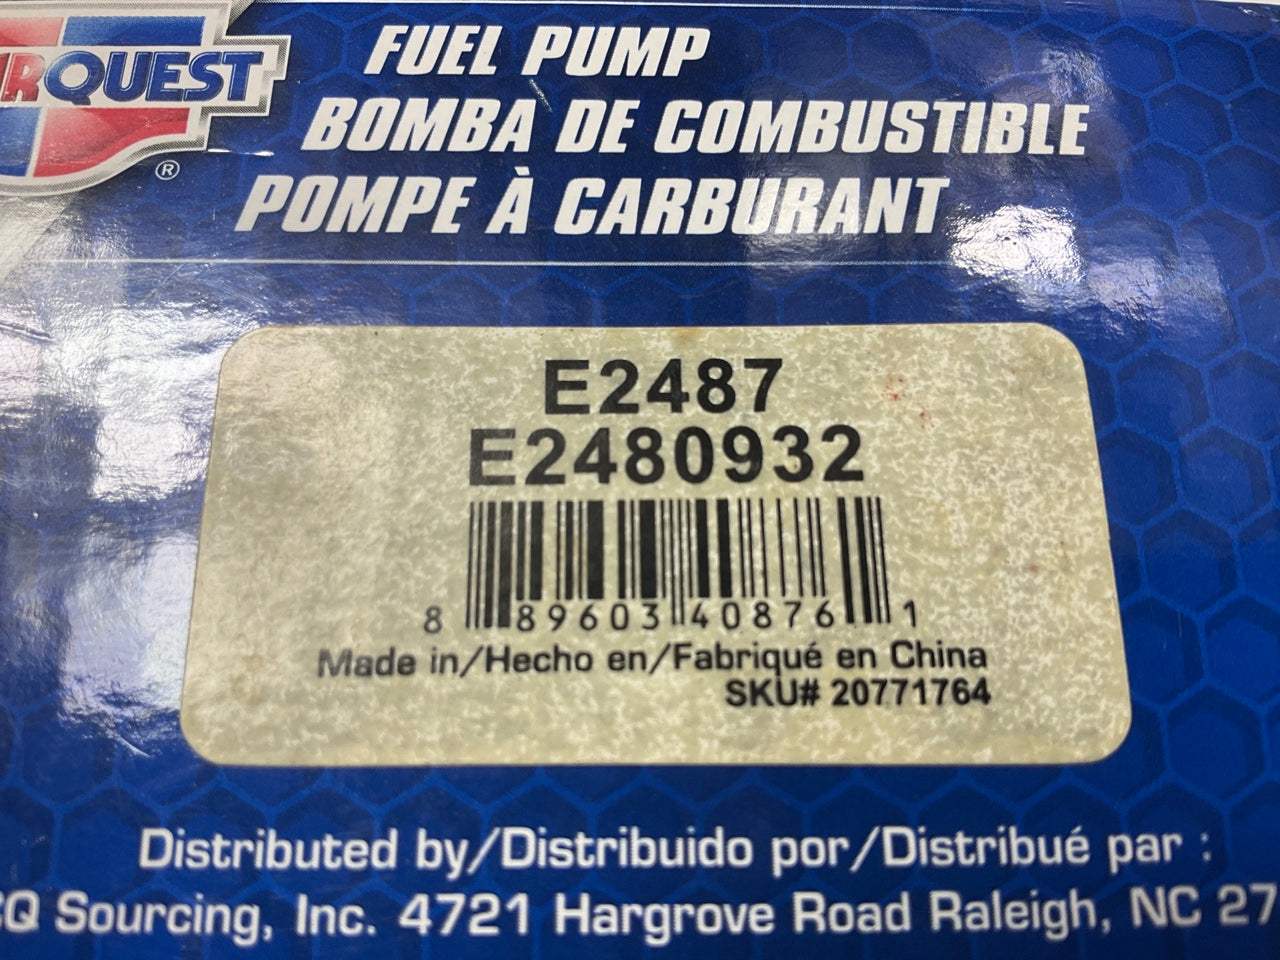 RQUEST
®
FUEL PUMP
BOMBA DE COMBUSTIBLE
POMPE À CARBURANT
E2487
E2480932
8 89603 40876 1
Made in/Hecho en/Fabriqué en China
SKU# 20771764
Distributed by/Distribuido por/Distribué par :
Q Sourcing, Inc. 4721 Hargrove Road Raleigh, NC 27